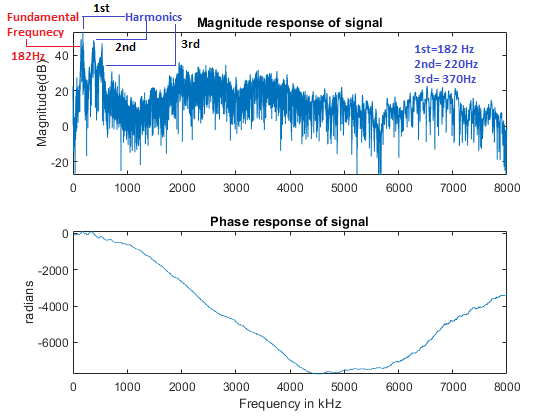 1st
Fundamental
Harmonics
Magnitude response of signal
Frequnecy
2nd
3rd
182Hz
1st=182 Hz
2nd= 220Hz
3rd= 370Hz
Magnitude(dB)
40
20
0
-20
0 1000 2000 3000 4000 5000 6000 7000 8000
Phase response of signal
radians
0
-2000
-4000
-6000
0 1000 2000 3000 4000 5000 6000 7000 8000
Frequency in kHz